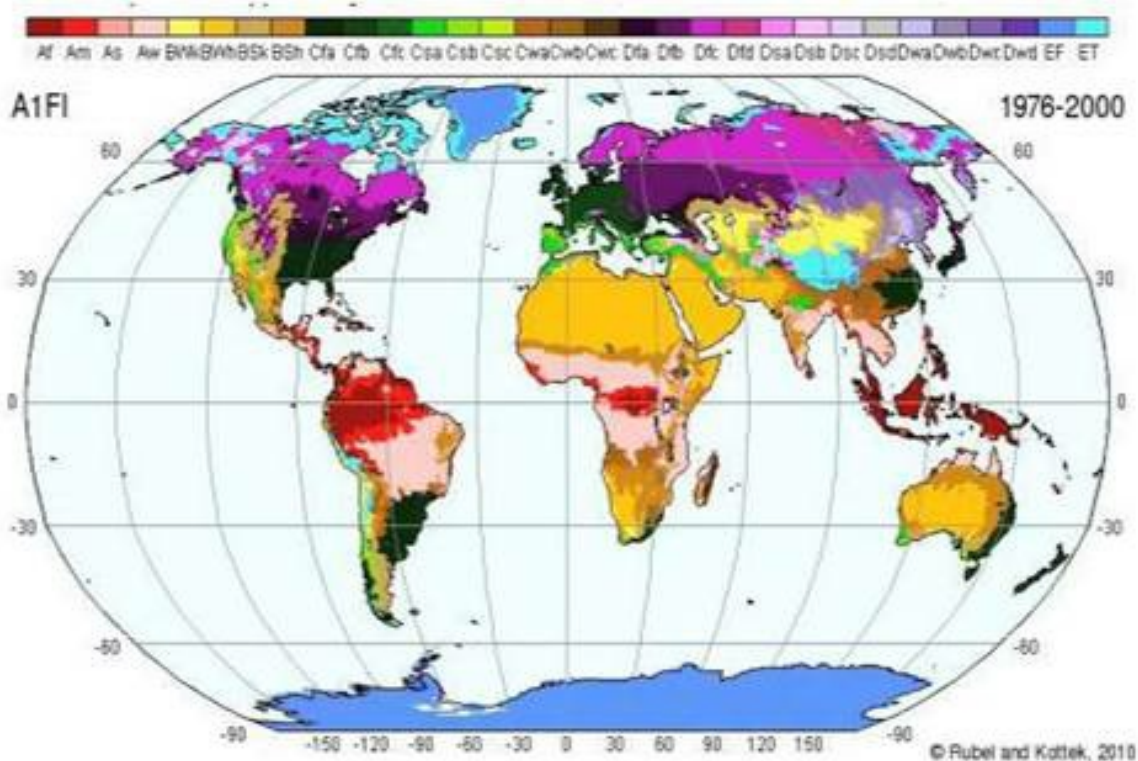 Af Am As Aw BWk BWh BSk BSh Cfa Cfb Cfc Csa Csb Csc Cwa Cwb Cwc Dfa Dfb Dfc Dfd Dsa Dsb Dsc Dsd Dwa Dwb Dwc Dwd EF ET
A1FI 1976-2000
60 60
30 30
0 0
-30 -30
-60 -60
-90 -150 -120 -90 -60 -30 0 30 60 90 120 150 -90
© Rubel and Kottek, 2010